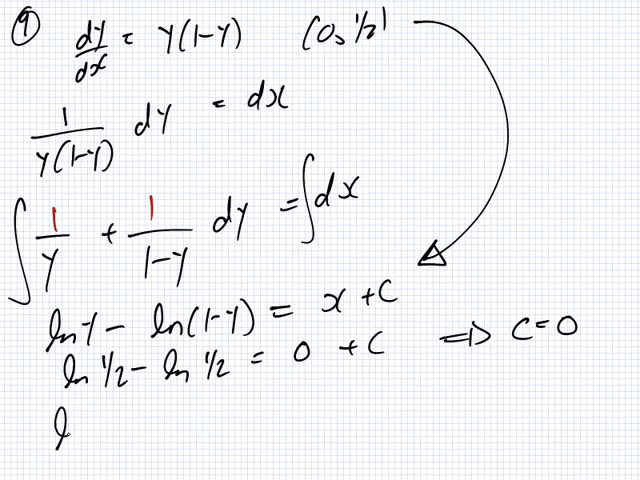 9 dy/dx = y(1-y) (0, 1/2)
1/(y(1-y)) dy = dx
∫ 1/y + 1/(1-y) dy = ∫dx
ln y - ln(1-y) = x + C
ln 1/2 - ln 1/2 = 0 + C ⇒ C=0
l